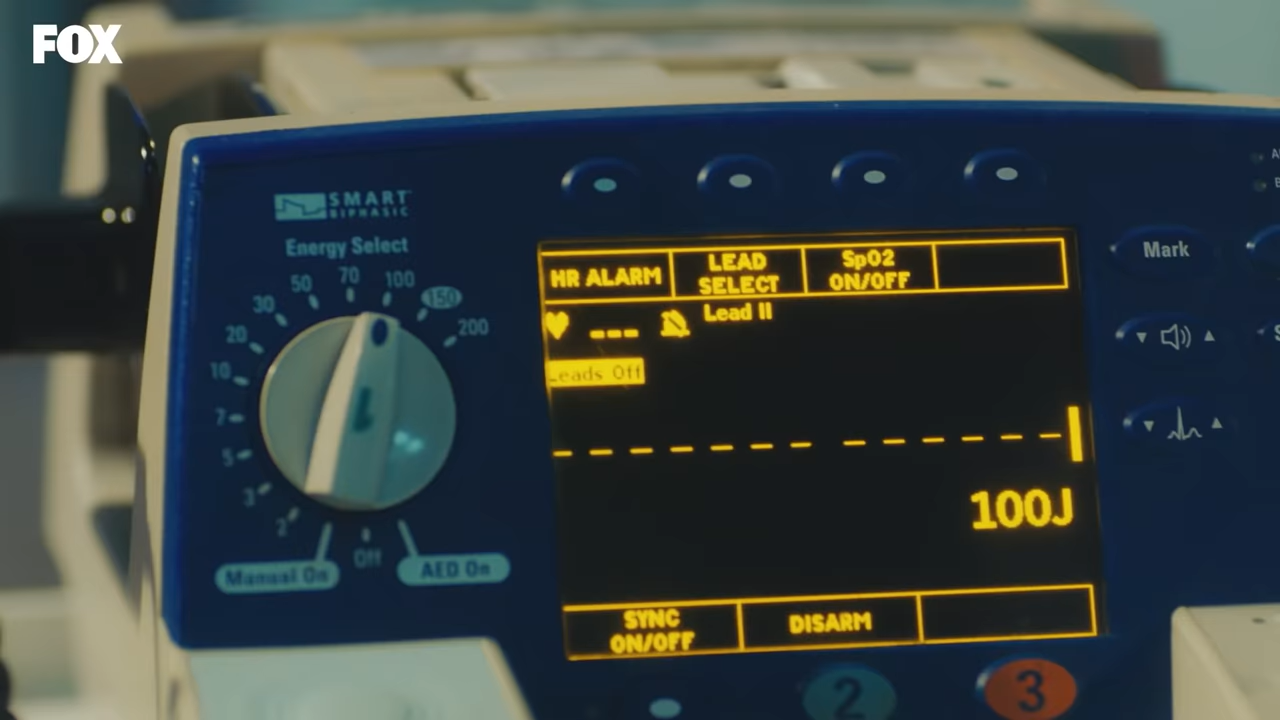 FOX
SMART
BIPHASIC
Energy Select
50 70 100 150 200
30
20
10
7
5
3
2
Manual On
Off
AED On
HR ALARM
LEAD
SELECT
SpO2
ON/OFF
---
Lead II
Leads Off
100J
SYNC
ON/OFF
DISARM
Mark
2
3